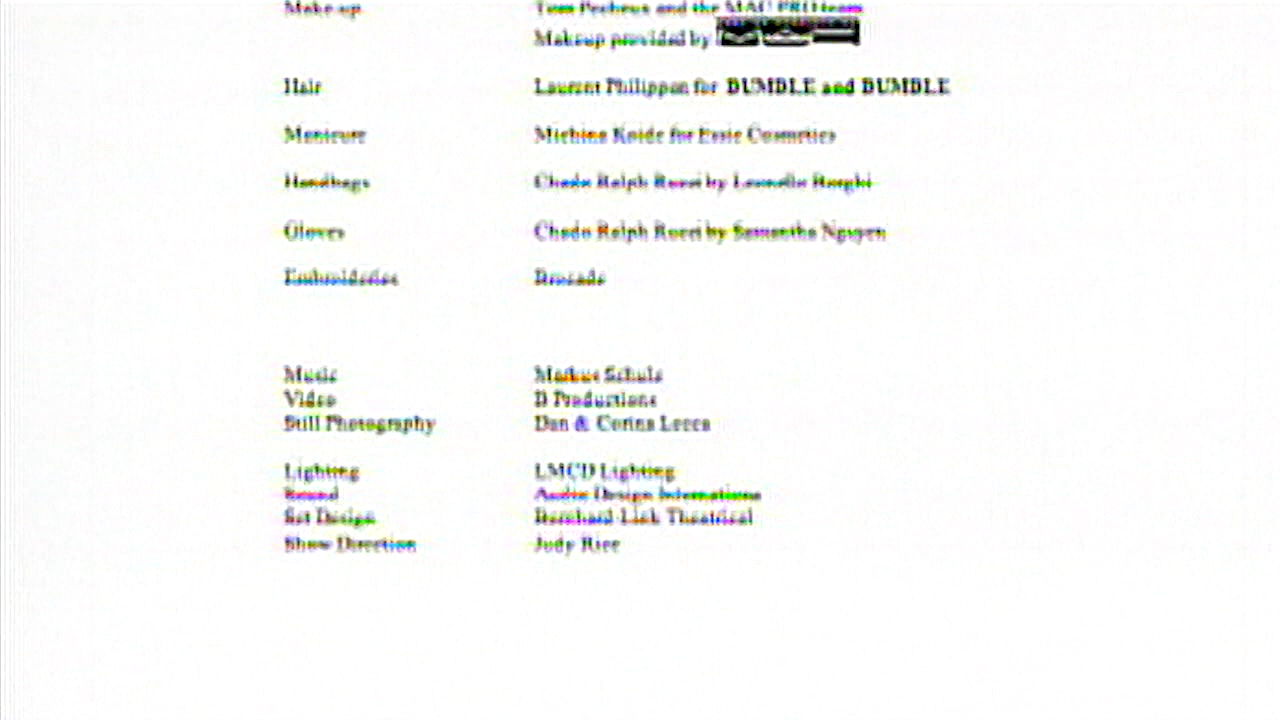 Make-up Tom Pecheux and the MAC PRO team
Makeup provided by
Hair Laurent Philippon for BUMBLE and BUMBLE
Manicure Michina Koide for Essie Cosmetics
Handbags Chado Ralph Rucci by
Gloves Chado Ralph Rucci by Samantha Nguyen
Embroideries Brocade
Music Markus Schulz
Video B Productions
Still Photography Dan & Corina Lecca
Lighting LMCD Lighting
Sound Audio Design
Set Design Bernhard-Link Theatrical
Show Direction Judy Rice